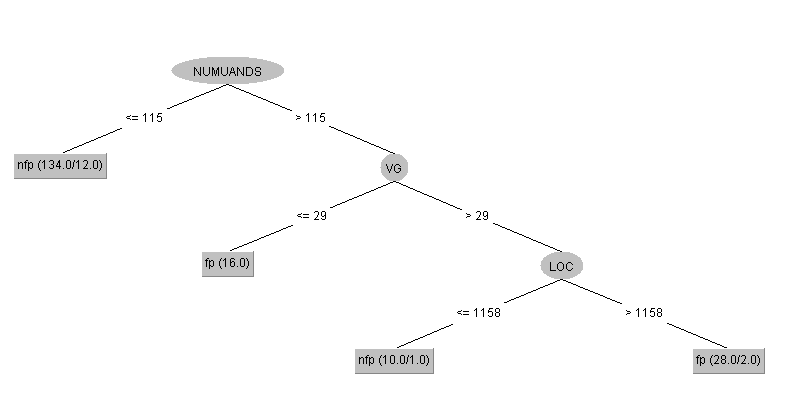 NUMUANDS
<= 115
> 115
nfp (134.0/12.0)
VG
<= 29
> 29
fp (16.0)
LOC
<= 1158
> 1158
nfp (10.0/1.0)
fp (28.0/2.0)